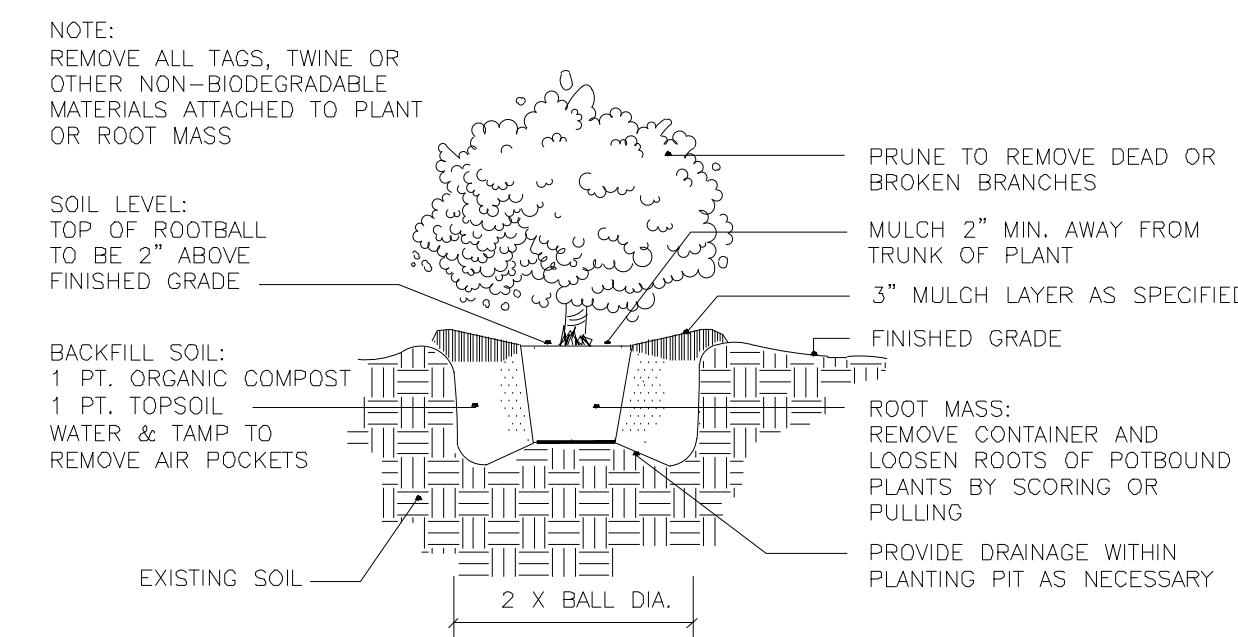 NOTE:
REMOVE ALL TAGS, TWINE OR
OTHER NON-BIODEGRADABLE
MATERIALS ATTACHED TO PLANT
OR ROOT MASS
SOIL LEVEL:
TOP OF ROOTBALL
TO BE 2" ABOVE
FINISHED GRADE
BACKFILL SOIL:
1 PT. ORGANIC COMPOST
1 PT. TOPSOIL
WATER & TAMP TO
REMOVE AIR POCKETS
EXISTING SOIL
PRUNE TO REMOVE DEAD OR
BROKEN BRANCHES
MULCH 2" MIN. AWAY FROM
TRUNK OF PLANT
3" MULCH LAYER AS SPECIFIED
FINISHED GRADE
ROOT MASS:
REMOVE CONTAINER AND
LOOSEN ROOTS OF POTBOUND
PLANTS BY SCORING OR
PULLING
PROVIDE DRAINAGE WITHIN
PLANTING PIT AS NECESSARY
2 X BALL DIA.